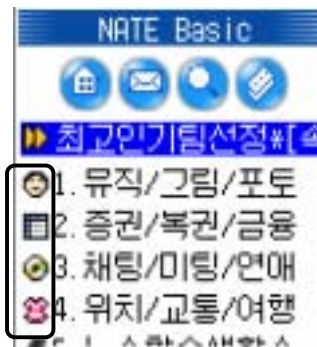 NATE Basic
최고인기팅선정*[
1. 뮤직/그림/포토
2. 증권/복권/금융
3. 채팅/미팅/연애
4. 위치/교통/여행